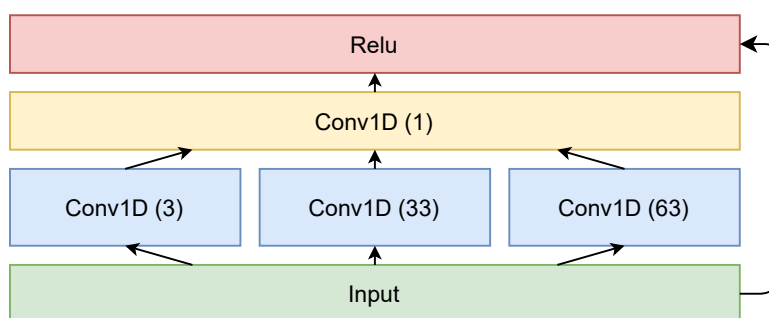 Relu
Conv1D (1)
Conv1D (3)
Conv1D (33)
Conv1D (63)
Input